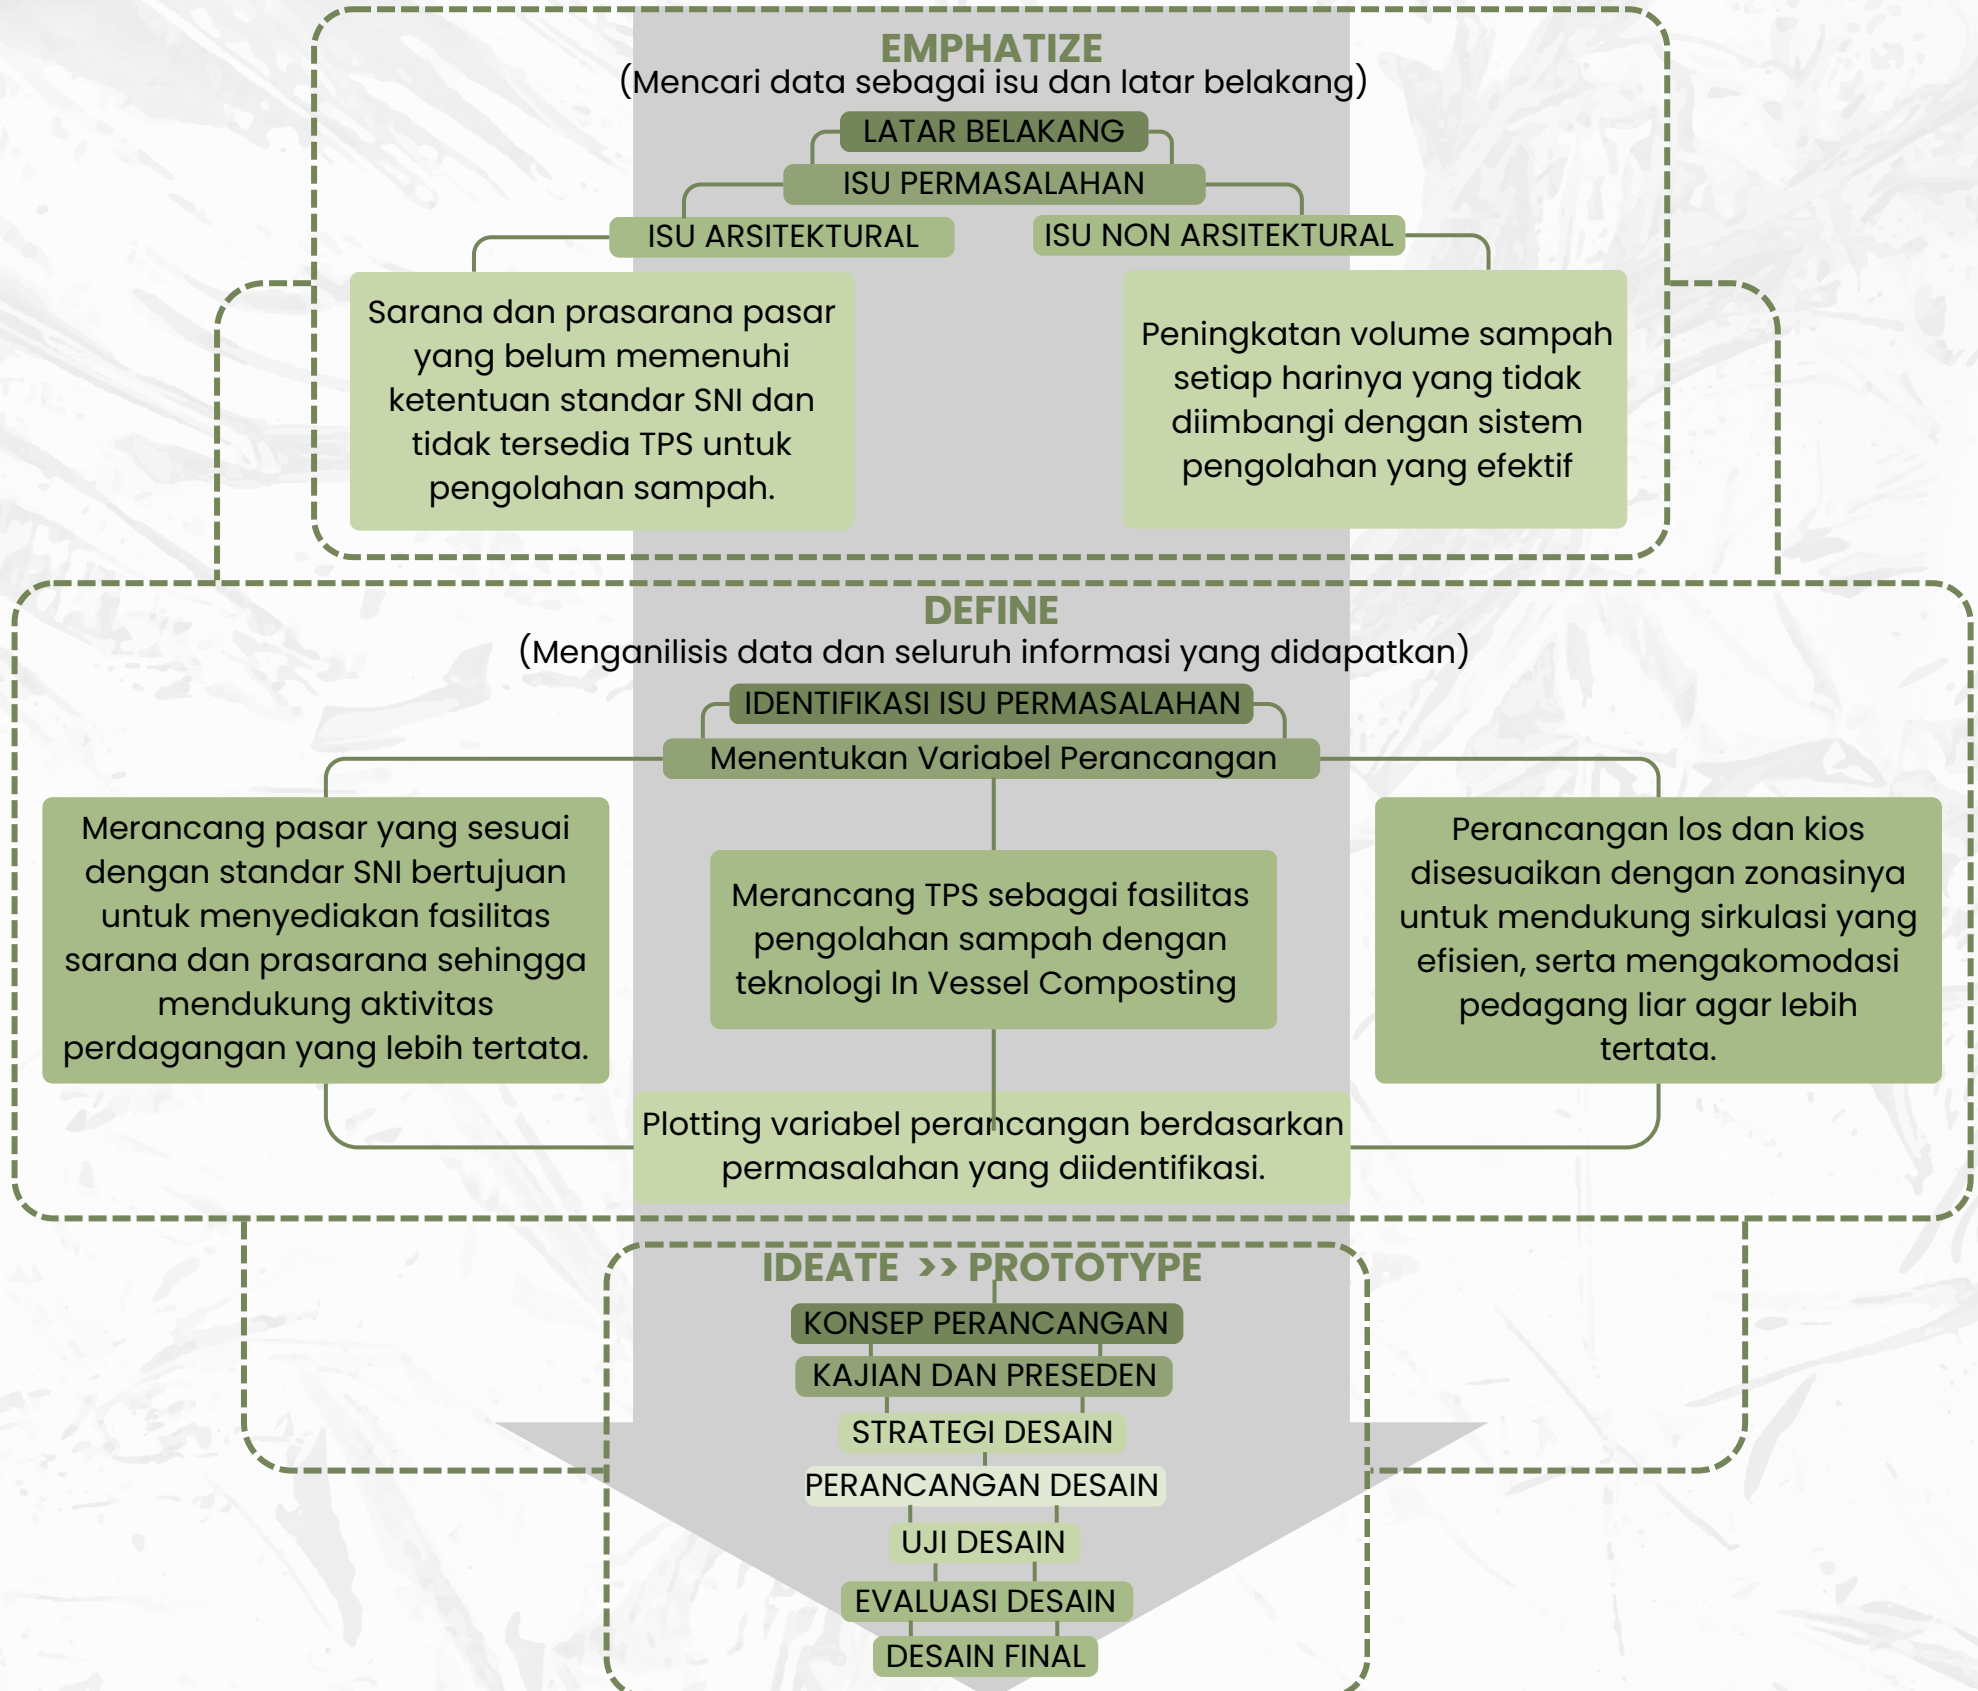 EMPHATIZE
(Mencari data sebagai isu dan latar belakang)
LATAR BELAKANG
ISU PERMASALAHAN
ISU ARSITEKTURAL
ISU NON ARSITEKTURAL
Sarana dan prasarana pasar
yang belum memenuhi
ketentuan standar SNI dan
tidak tersedia TPS untuk
pengolahan sampah.
Peningkatan volume sampah
setiap harinya yang tidak
diimbangi dengan sistem
pengolahan yang efektif
DEFINE
(Menganilisis data dan seluruh informasi yang didapatkan)
IDENTIFIKASI ISU PERMASALAHAN
Menentukan Variabel Perancangan
Merancang pasar yang sesuai
dengan standar SNI bertujuan
untuk menyediakan fasilitas
sarana dan prasarana sehingga
mendukung aktivitas
perdagangan yang lebih tertata.
Merancang TPS sebagai fasilitas
pengolahan sampah dengan
teknologi In Vessel Composting
Perancangan los dan kios
disesuaikan dengan zonasinya
untuk mendukung sirkulasi yang
efisien, serta mengakomodasi
pedagang liar agar lebih
tertata.
Plotting variabel perancangan berdasarkan
permasalahan yang diidentifikasi.
IDEATE >> PROTOTYPE
KONSEP PERANCANGAN
KAJIAN DAN PRESEDEN
STRATEGI DESAIN
PERANCANGAN DESAIN
UJI DESAIN
EVALUASI DESAIN
DESAIN FINAL